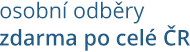 osobní odběry
zdarma po celé ČR